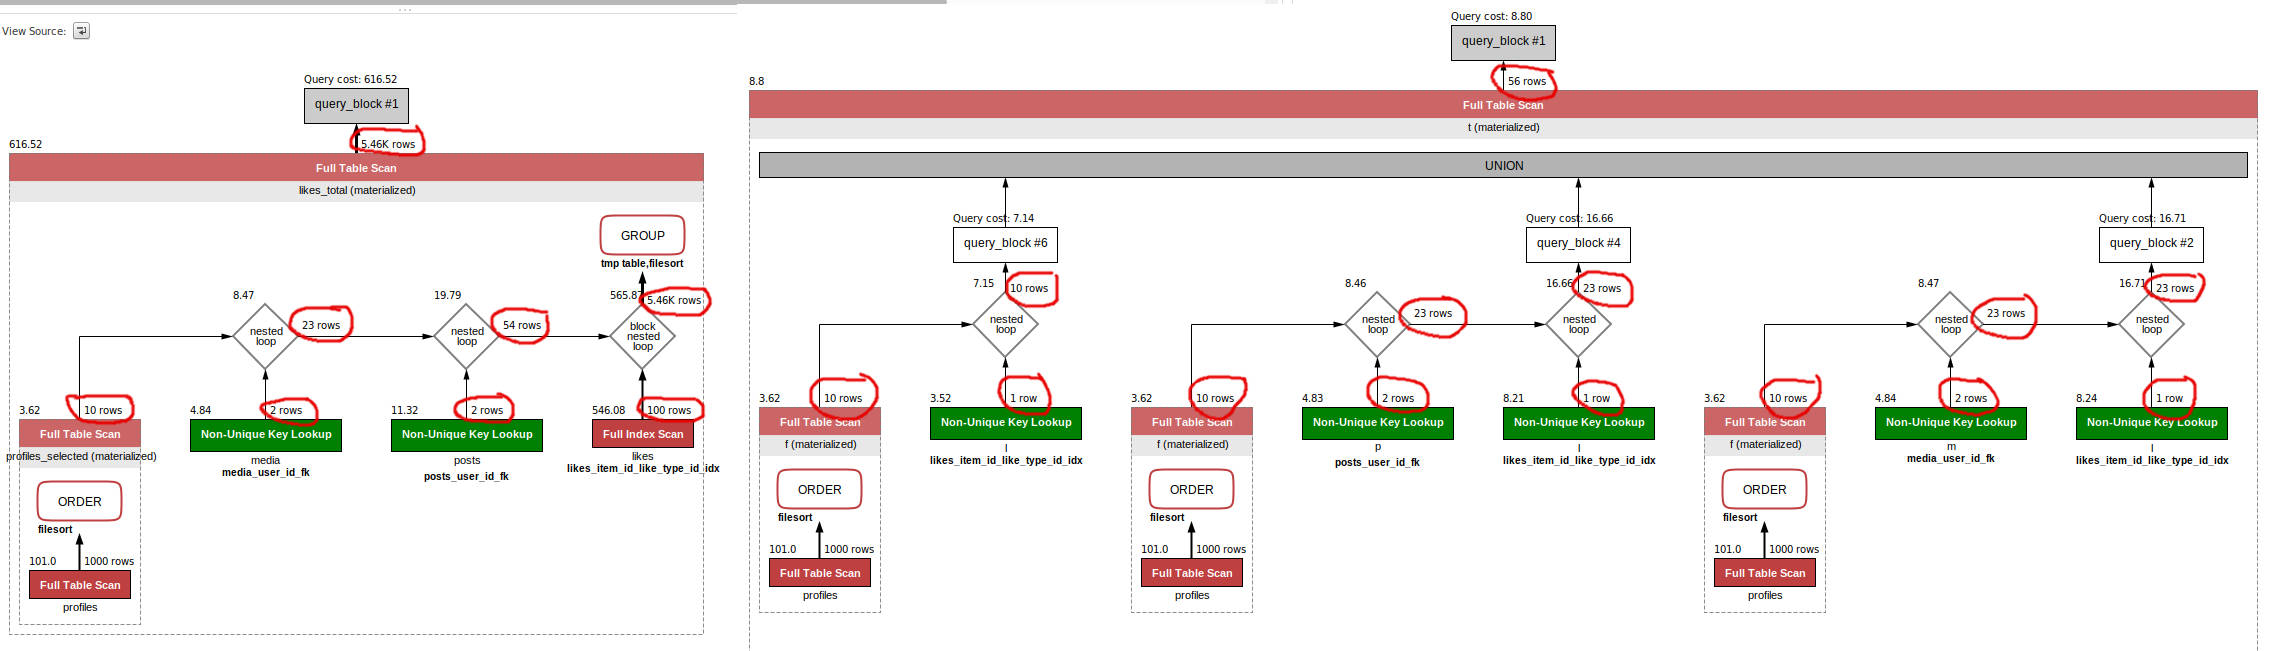 View Source:
Query cost: 616.52
query_block #1
5.46K rows
616.52
Full Table Scan
likes_total (materialized)
GROUP
tmp table,filesort
8.47
nested
loop
23 rows
19.79
nested
loop
54 rows
565.87
5.46K rows
block
nested
loop
3.62
10 rows
Full Table Scan
profiles_selected (materialized)
ORDER
filesort
101.0
1000 rows
Full Table Scan
profiles
4.84
2 rows
Non-Unique Key Lookup
media
media_user_id_fk
11.32
2 rows
Non-Unique Key Lookup
posts
posts_user_id_fk
546.08
100 rows
Full Index Scan
likes
likes_item_id_like_type_id_idx
Query cost: 8.80
query_block #1
56 rows
8.8
Full Table Scan
t (materialized)
UNION
Query cost: 7.14
query_block #6
7.15
10 rows
nested
loop
3.62
10 rows
Full Table Scan
f (materialized)
ORDER
filesort
101.0
1000 rows
Full Table Scan
profiles
3.52
1 row
Non-Unique Key Lookup
l
likes_item_id_like_type_id_idx
Query cost: 16.66
query_block #4
8.46
nested
loop
23 rows
16.66
23 rows
nested
loop
3.62
10 rows
Full Table Scan
f (materialized)
ORDER
filesort
101.0
1000 rows
Full Table Scan
profiles
4.83
2 rows
Non-Unique Key Lookup
p
posts_user_id_fk
8.21
1 row
Non-Unique Key Lookup
l
likes_item_id_like_type_id_idx
Query cost: 16.71
query_block #2
8.47
nested
loop
23 rows
16.71
23 rows
nested
loop
3.62
10 rows
Full Table Scan
f (materialized)
ORDER
filesort
101.0
1000 rows
Full Table Scan
profiles
4.84
2 rows
Non-Unique Key Lookup
m
media_user_id_fk
8.24
1 row
Non-Unique Key Lookup
l
likes_item_id_like_type_id_idx